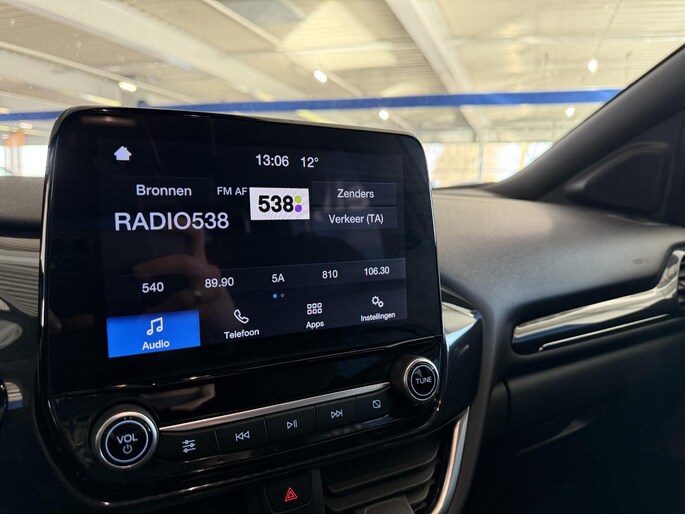 13:06 12°
Bronnen FM AF 538 Zenders
RADIO538 Verkeer (TA)
540 89.90 5A 810 106.30
Audio Telefoon Apps Instellingen
VOL TUNE